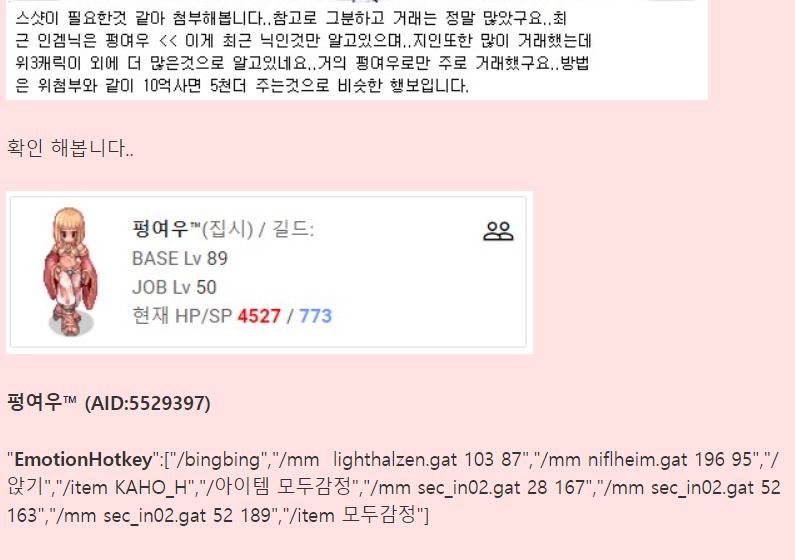 스샷이 필요한것 같아 첨부해봅니다..참고로 그분하고 거래는 정말 많았구요..최
근 인겜닉은 펑여우 << 이게 최근 닉인것만 알고있으며..지인또한 많이 거래했는데
위3캐릭이 외에 더 많은것으로 알고있네요..거의 펑여우로만 주로 거래했구요..방법
은 위첨부와 같이 10억사면 5천더 주는것으로 비슷한 행보입니다.
확인 해봅니다..
펑여우™(집시) / 길드:
BASE Lv 89
JOB Lv 50
현재 HP/SP 4527 / 773
펑여우™ (AID:5529397)
"EmotionHotkey":["/bingbing","/mm  lighthalzen.gat 103 87","/mm niflheim.gat 196 95","/
앉기","/item KAHO_H","/아이템 모두감정","/mm sec_in02.gat 28 167","/mm sec_in02.gat 52
163","/mm sec_in02.gat 52 189","/item 모두감정"]